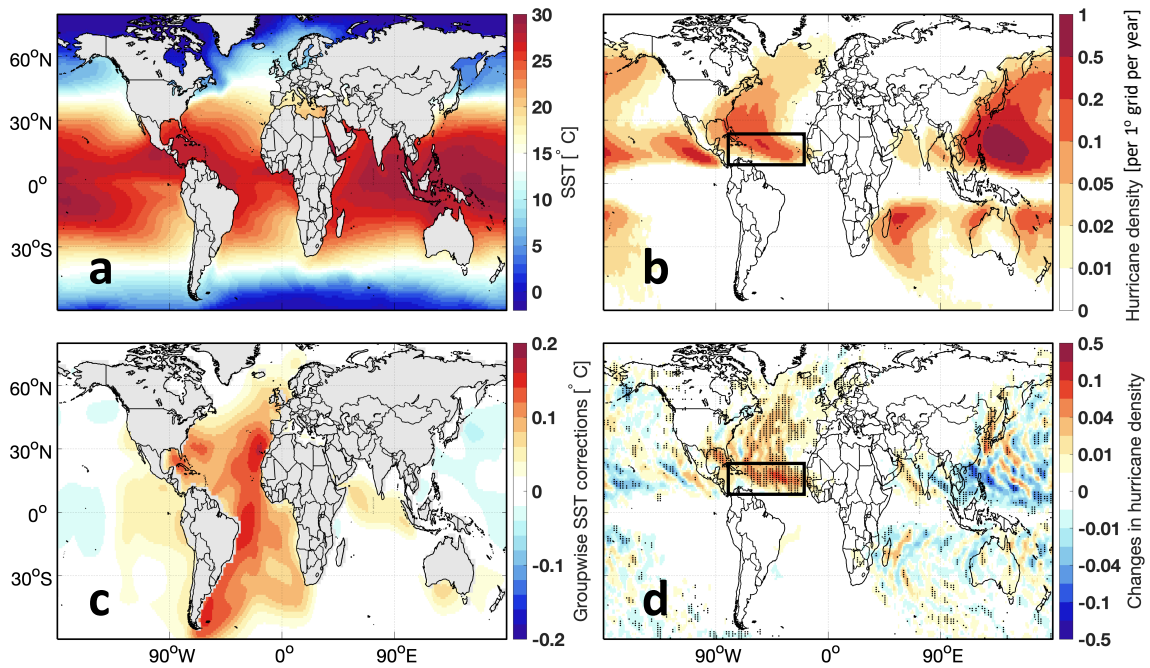 60°N
30°N
0°
30°S
a
30
25
20
15
10
5
0
SST [° C]
b
1
0.5
0.2
0.1
0.05
0.02
0.01
0
Hurricane density [per 1° grid per year]
60°N
30°N
0°
30°S
90°W
0°
90°E
c
0.2
0.1
0
-0.1
-0.2
Groupwise SST corrections [° C]
90°W
0°
90°E
d
0.5
0.1
0.04
0.01
0
-0.01
-0.04
-0.1
-0.5
Changes in hurricane density